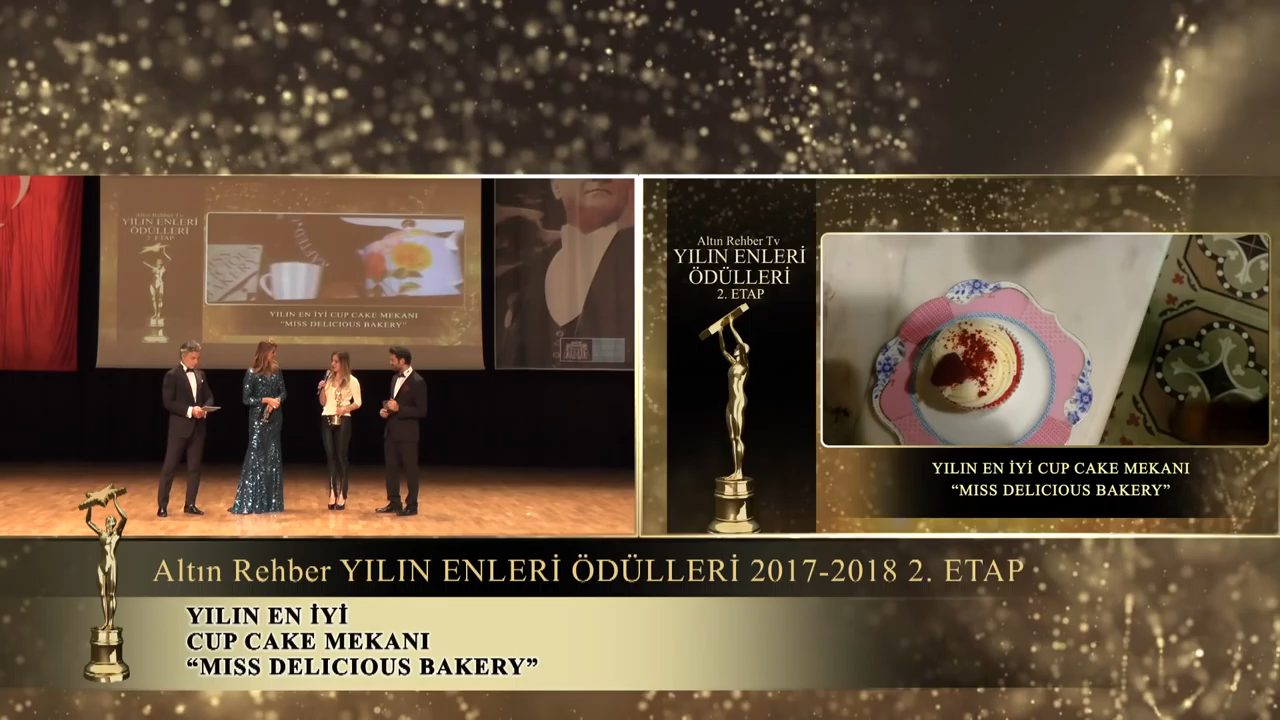 Altın Rehber Tv
YILIN ENLERİ
ÖDÜLLERİ
2. ETAP
YILIN EN İYİ CUP CAKE MEKANI
“MISS DELICIOUS BAKERY”
Altın Rehber Tv
YILIN ENLERİ
ÖDÜLLERİ
2. ETAP
YILIN EN İYİ CUP CAKE MEKANI
“MISS DELICIOUS BAKERY”
Altın Rehber YILIN ENLERİ ÖDÜLLERİ 2017-2018 2. ETAP
YILIN EN İYİ
CUP CAKE MEKANI
“MISS DELICIOUS BAKERY”